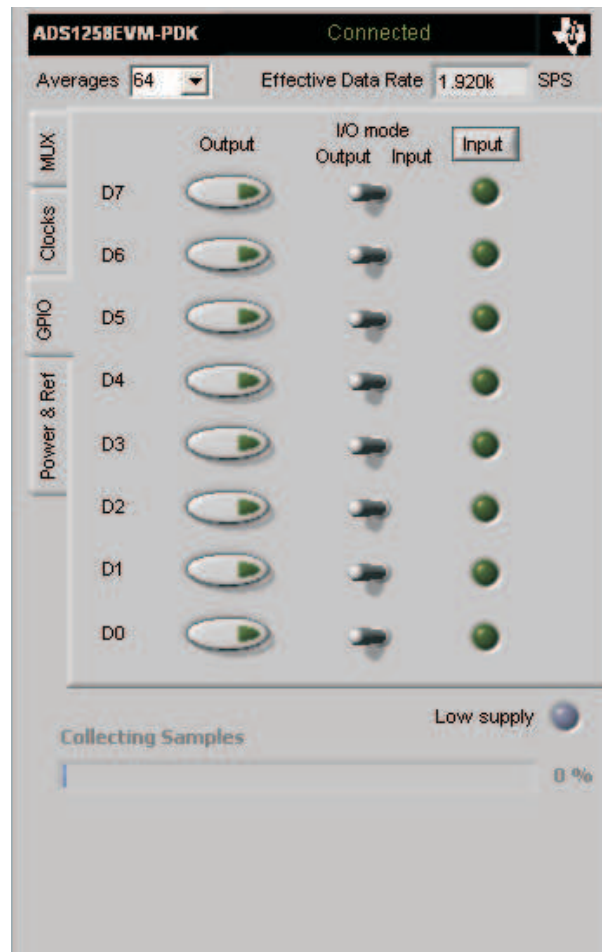 ADS1258EVM-PDK Connected
Averages 64 Effective Data Rate 1.920k SPS
MUX
Clocks
GPIO
Power & Ref
Output I/O mode Input
Output Input
D7
D6
D5
D4
D3
D2
D1
D0
Low supply
Collecting Samples
0 %